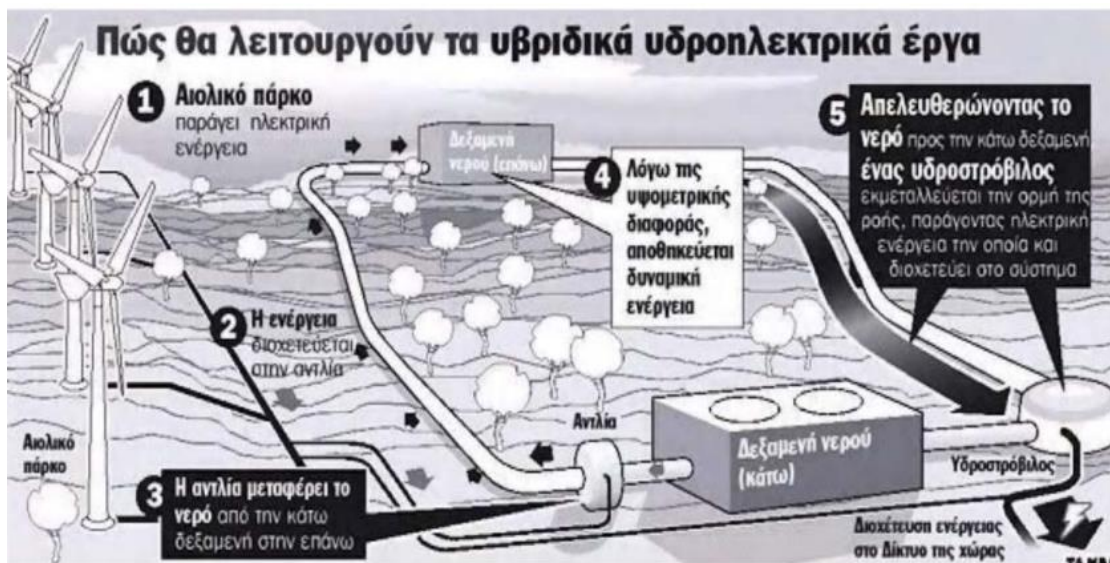 Πώς θα λειτουργούν τα υβριδικά υδροηλεκτρικά έργα
1 Αιολικό πάρκο
παράγει ηλεκτρική
ενέργεια
Δεξαμενή
νερού (επάνω)
4 Λόγω της
υψομετρικής
διαφοράς,
αποθηκεύεται
δυναμική
ενέργεια
5 Απελευθερώνοντας το
νερό προς την κάτω δεξαμενή
ένας υδροστρόβιλος
εκμεταλλεύεται την ορμή της
ροής, παράγοντας ηλεκτρική
ενέργεια την οποία και
διοχετεύει στο σύστημα
2 Η ενέργεια
διοχετεύεται
στην αντλία
Αιολικό
πάρκο
3 Η αντλία μεταφέρει το
νερό από την κάτω
δεξαμενή στην επάνω
Αντλία
Δεξαμενή νερού
(κάτω)
Υδροστρόβιλος
Διοχέτευση ενέργειας
στο Δίκτυο της χώρας